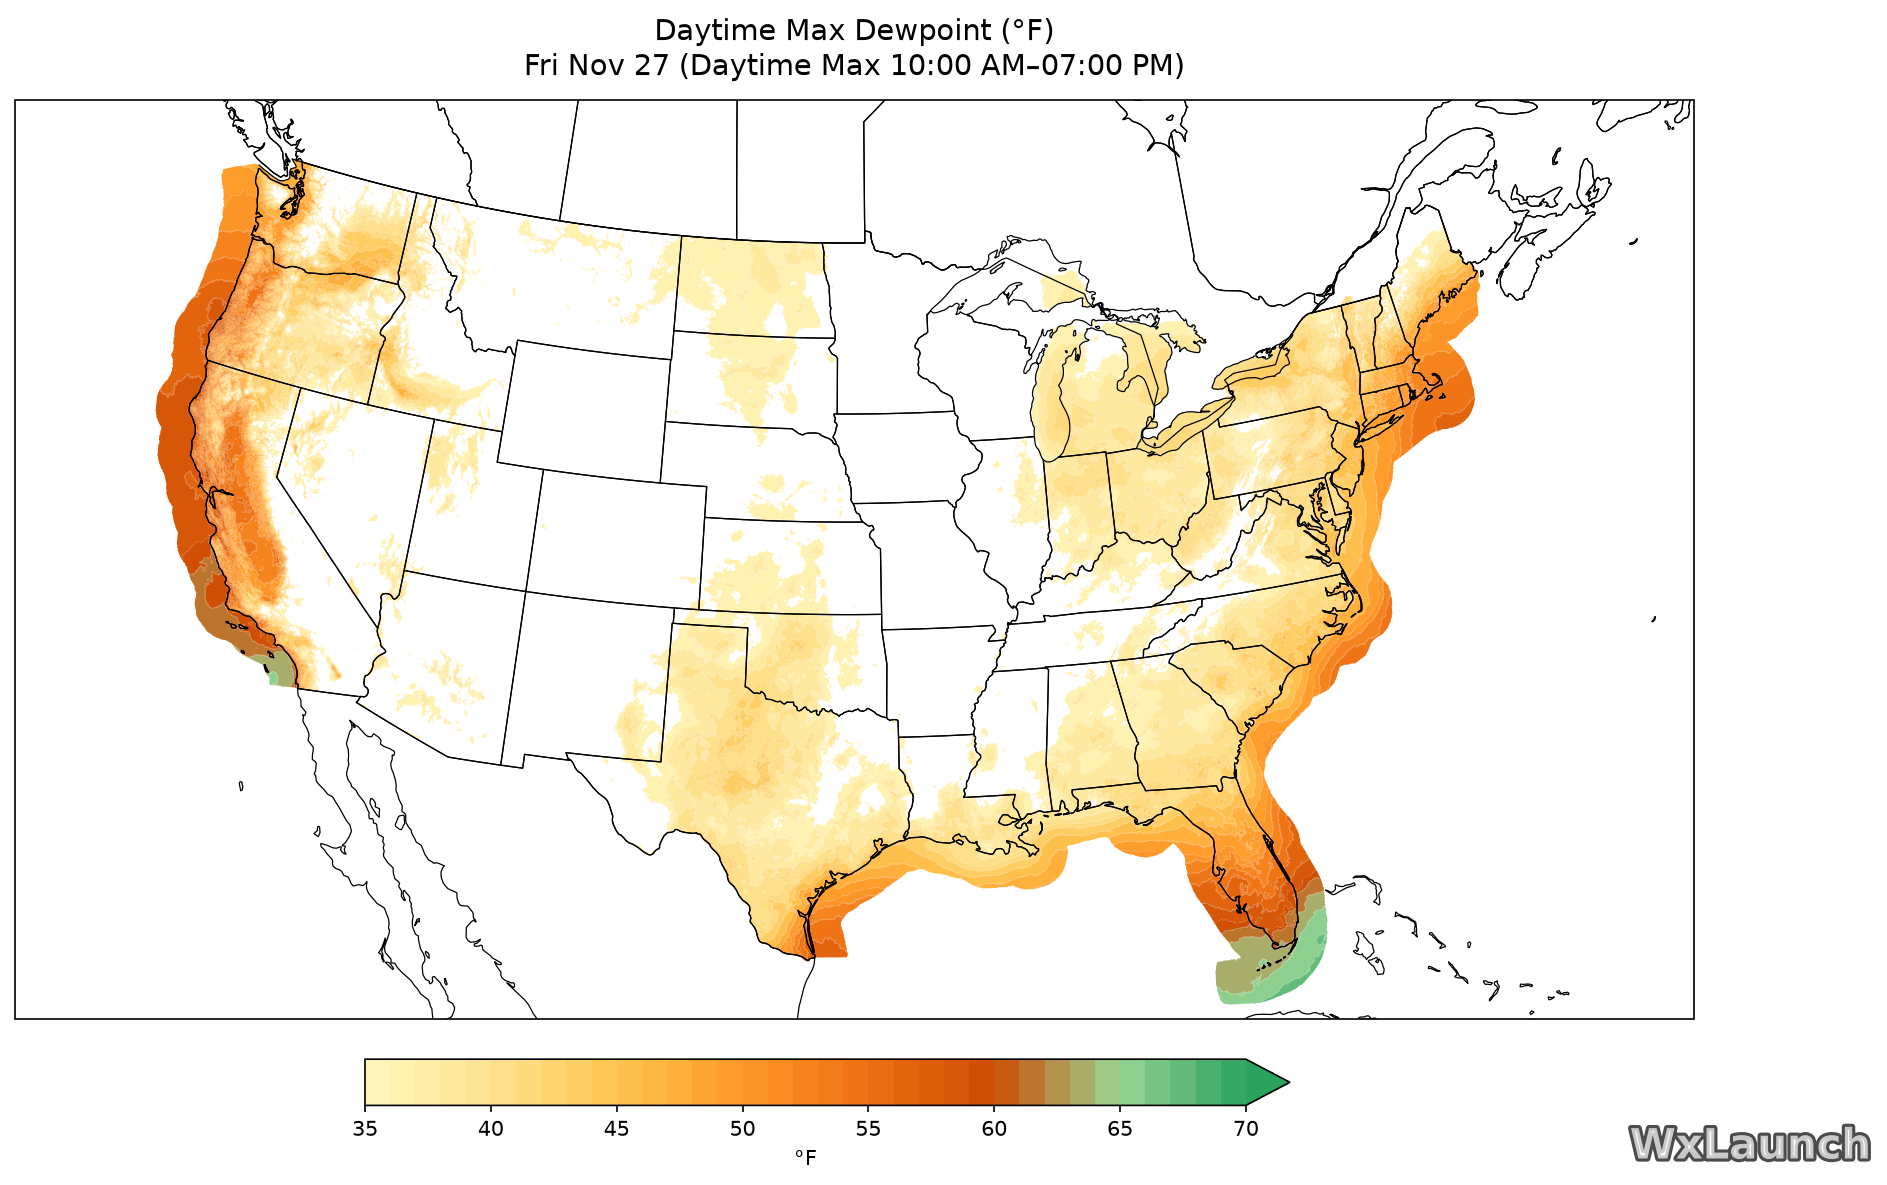 Daytime Max Dewpoint (°F)
Fri Nov 27 (Daytime Max 10:00 AM–07:00 PM)
35 40 45 50 55 60 65 70
°F
WxLaunch